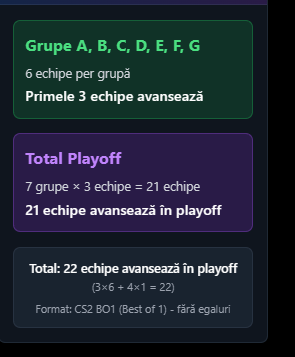 Grupe A, B, C, D, E, F, G
6 echipe per grupă
Primele 3 echipe avansează
Total Playoff
7 grupe × 3 echipe = 21 echipe
21 echipe avansează în playoff
Total: 22 echipe avansează în playoff
(3×6 + 4×1 = 22)
Format: CS2 BO1 (Best of 1) - fără egaluri